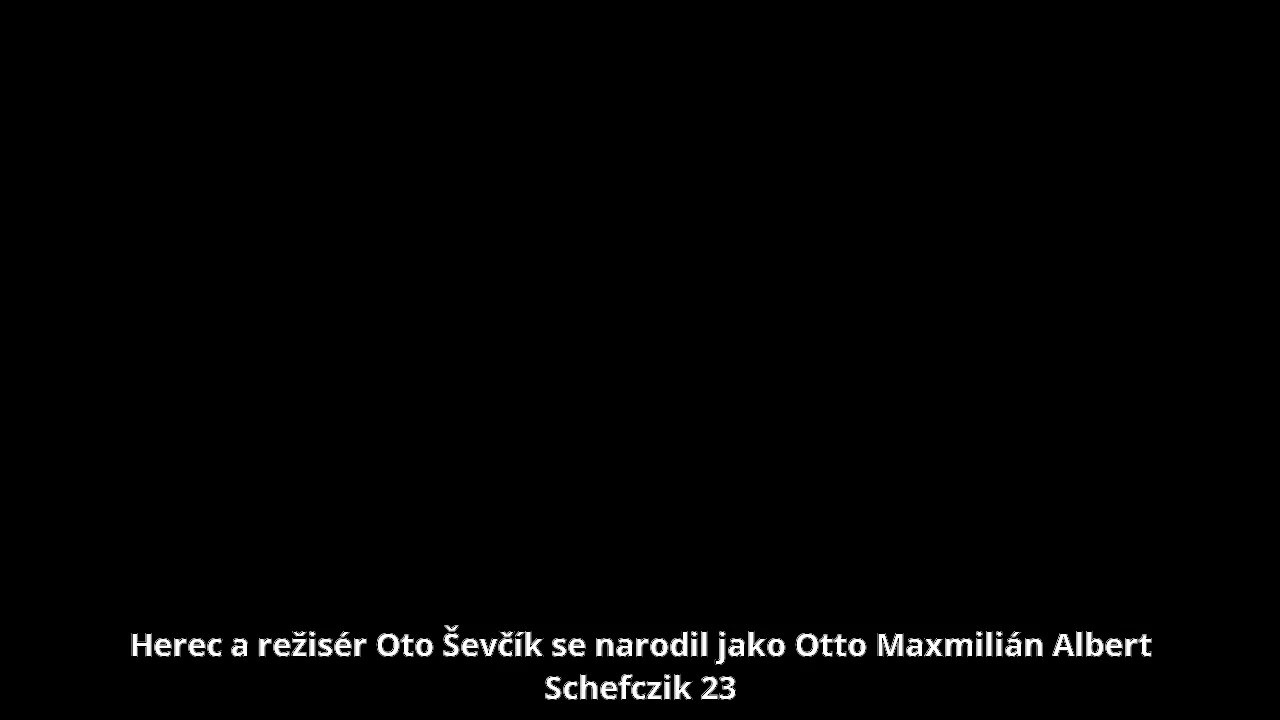 Herec a režisér Oto Ševčík se narodil jako Otto Maxmilián Albert
Schefczik 23